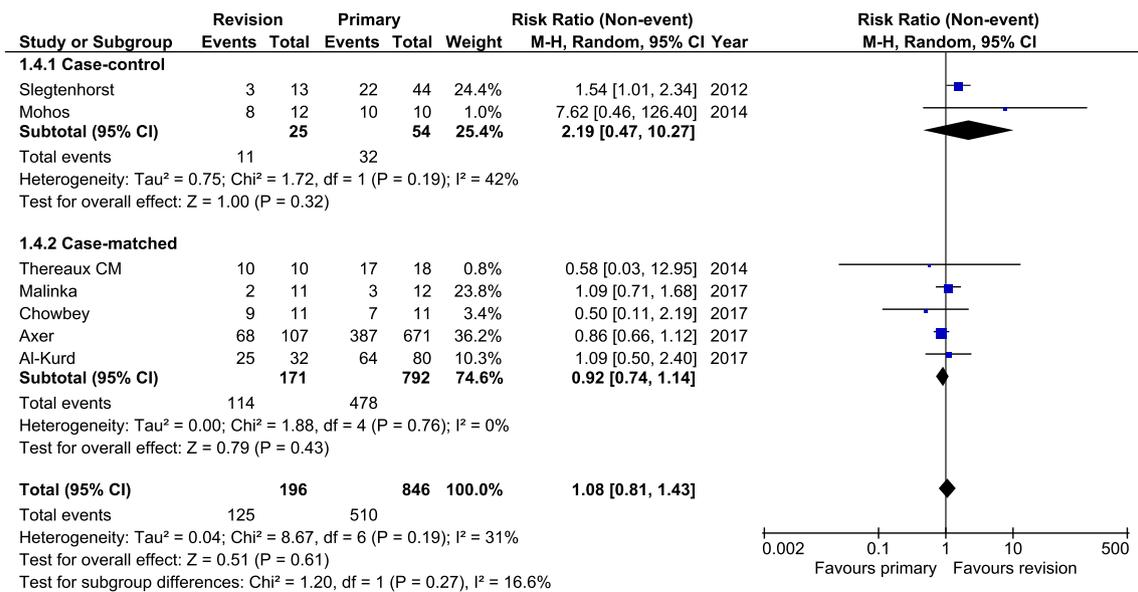 Revision Primary Risk Ratio (Non-event) Risk Ratio (Non-event)
Study or Subgroup Events Total Events Total Weight M-H, Random, 95% CI Year M-H, Random, 95% CI
1.4.1 Case-control
Slegtenhorst 3 13 22 44 24.4% 1.54 [1.01, 2.34] 2012
Mohos 8 12 10 10 1.0% 7.62 [0.46, 126.40] 2014
Subtotal (95% CI) 25 54 25.4% 2.19 [0.47, 10.27]
Total events 11 32
Heterogeneity: Tau² = 0.75; Chi² = 1.72, df = 1 (P = 0.19); I² = 42%
Test for overall effect: Z = 1.00 (P = 0.32)
1.4.2 Case-matched
Thereaux CM 10 10 17 18 0.8% 0.58 [0.03, 12.95] 2014
Malinka 2 11 3 12 23.8% 1.09 [0.71, 1.68] 2017
Chowbey 9 11 7 11 3.4% 0.50 [0.11, 2.19] 2017
Axer 68 107 387 671 36.2% 0.86 [0.66, 1.12] 2017
Al-Kurd 25 32 64 80 10.3% 1.09 [0.50, 2.40] 2017
Subtotal (95% CI) 171 792 74.6% 0.92 [0.74, 1.14]
Total events 114 478
Heterogeneity: Tau² = 0.00; Chi² = 1.88, df = 4 (P = 0.76); I² = 0%
Test for overall effect: Z = 0.79 (P = 0.43)
Total (95% CI) 196 846 100.0% 1.08 [0.81, 1.43]
Total events 125 510
Heterogeneity: Tau² = 0.04; Chi² = 8.67, df = 6 (P = 0.19); I² = 31%
Test for overall effect: Z = 0.51 (P = 0.61)
Test for subgroup differences: Chi² = 1.20, df = 1 (P = 0.27), I² = 16.6%
0.002 0.1 1 10 500
Favours primary Favours revision